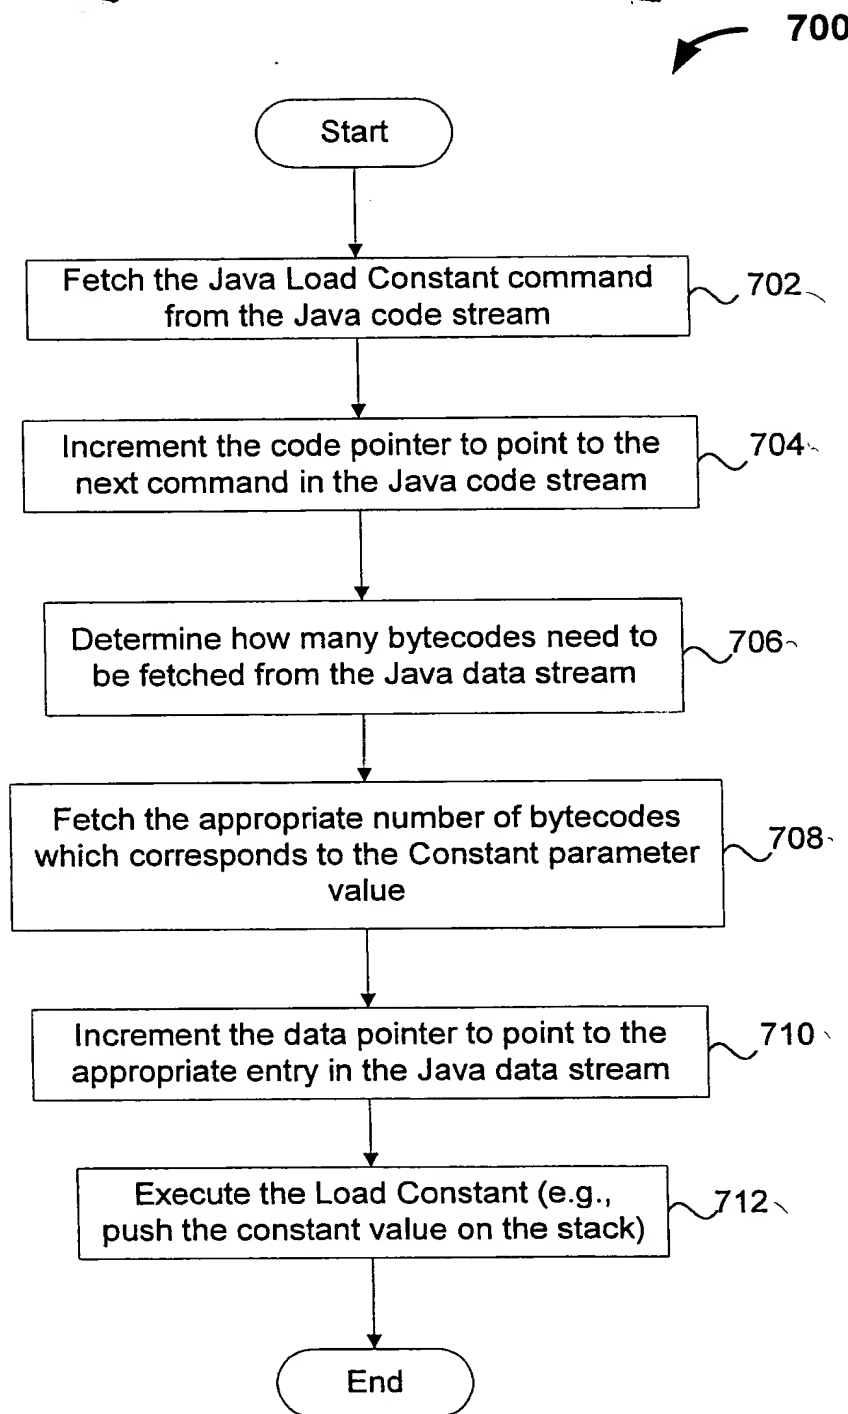 700
Start
Fetch the Java Load Constant command
from the Java code stream
702
Increment the code pointer to point to the
next command in the Java code stream
704
Determine how many bytecodes need to
be fetched from the Java data stream
706
Fetch the appropriate number of bytecodes
which corresponds to the Constant parameter
value
708
Increment the data pointer to point to the
appropriate entry in the Java data stream
710
Execute the Load Constant (e.g.,
push the constant value on the stack)
712
End